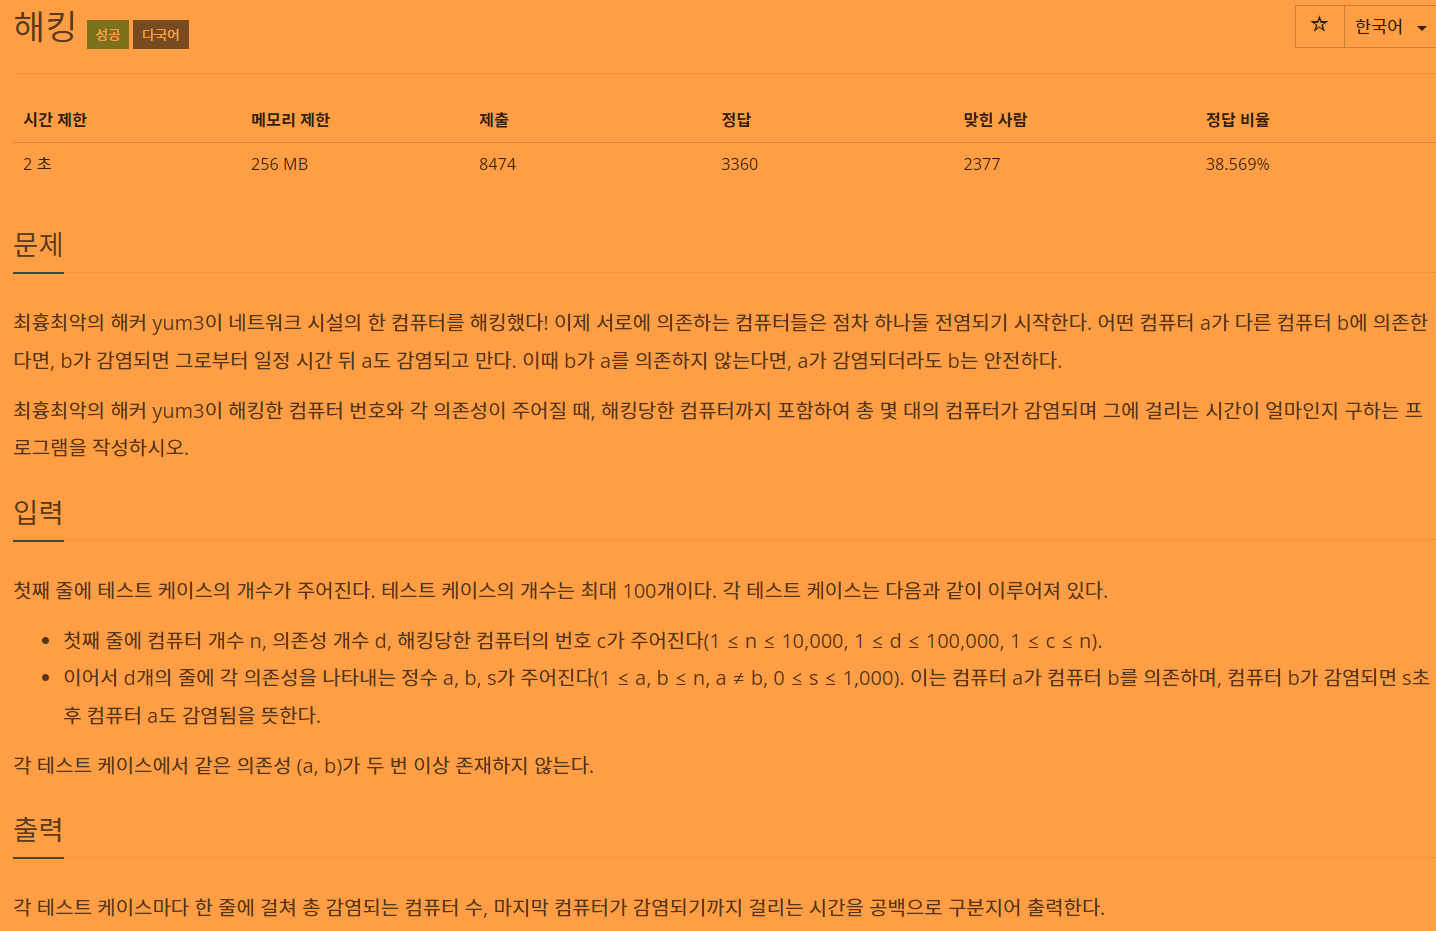 해킹 성공 다국어 ☆ 한국어
시간 제한 메모리 제한 제출 정답 맞힌 사람 정답 비율
2 초 256 MB 8474 3360 2377 38.569%
문제
최흉최악의 해커 yum3이 네트워크 시설의 한 컴퓨터를 해킹했다! 이제 서로에 의존하는 컴퓨터들은 점차 하나둘 전염되기 시작한다. 어떤 컴퓨터 a가 다른 컴퓨터 b에 의존한
다면, b가 감염되면 그로부터 일정 시간 뒤 a도 감염되고 만다. 이때 b가 a를 의존하지 않는다면, a가 감염되더라도 b는 안전하다.
최흉최악의 해커 yum3이 해킹한 컴퓨터 번호와 각 의존성이 주어질 때, 해킹당한 컴퓨터까지 포함하여 총 몇 대의 컴퓨터가 감염되며 그에 걸리는 시간이 얼마인지 구하는 프
로그램을 작성하시오.
입력
첫째 줄에 테스트 케이스의 개수가 주어진다. 테스트 케이스의 개수는 최대 100개이다. 각 테스트 케이스는 다음과 같이 이루어져 있다.
• 첫째 줄에 컴퓨터 개수 n, 의존성 개수 d, 해킹당한 컴퓨터의 번호 c가 주어진다(1 ≤ n ≤ 10,000, 1 ≤ d ≤ 100,000, 1 ≤ c ≤ n).
• 이어서 d개의 줄에 각 의존성을 나타내는 정수 a, b, s가 주어진다(1 ≤ a, b ≤ n, a ≠ b, 0 ≤ s ≤ 1,000). 이는 컴퓨터 a가 컴퓨터 b를 의존하며, 컴퓨터 b가 감염되면 s초
후 컴퓨터 a도 감염됨을 뜻한다.
각 테스트 케이스에서 같은 의존성 (a, b)가 두 번 이상 존재하지 않는다.
출력
각 테스트 케이스마다 한 줄에 걸쳐 총 감염되는 컴퓨터 수, 마지막 컴퓨터가 감염되기까지 걸리는 시간을 공백으로 구분지어 출력한다.